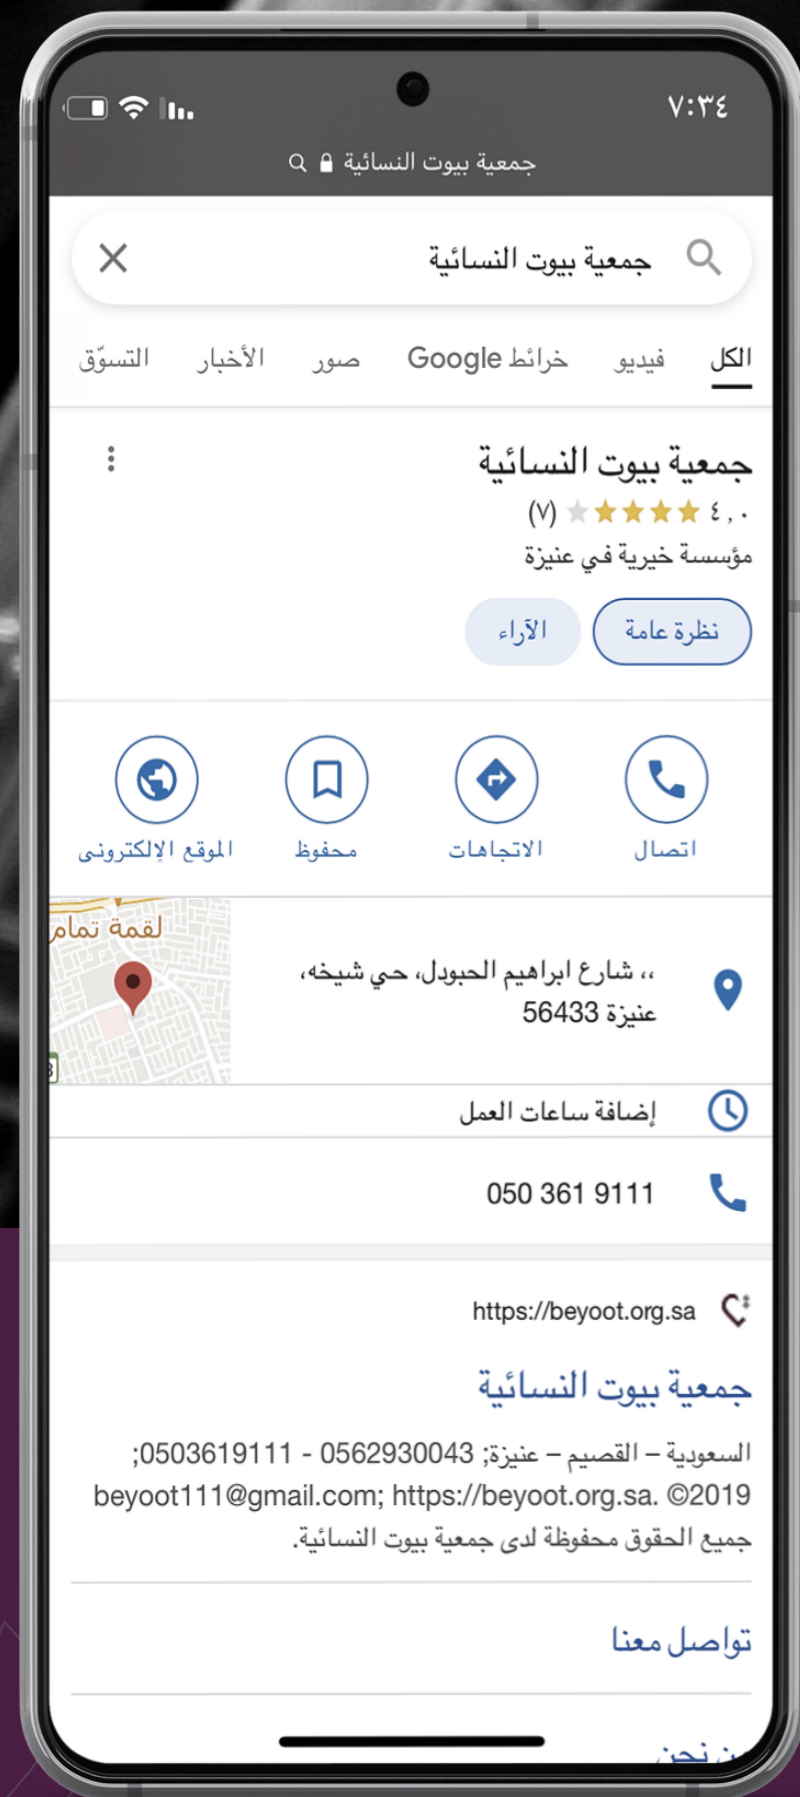 ٧:٣٤
جمعية بيوت النسائية
جمعية بيوت النسائية
الكل فيديو خرائط Google صور الأخبار التسوّق
جمعية بيوت النسائية
٤,٠ (٧)
مؤسسة خيرية في عنيزة
نظرة عامة الآراء
اتصال الاتجاهات محفوظ الموقع الإلكتروني
لقمة تمام
،، شارع ابراهيم الحبودل، حي شيخه،
عنيزة 56433
إضافة ساعات العمل
050 361 9111
https://beyoot.org.sa
جمعية بيوت النسائية
السعودية – القصيم – عنيزة; 0562930043 - 0503619111;
beyoot111@gmail.com; https://beyoot.org.sa. ©2019
جميع الحقوق محفوظة لدى جمعية بيوت النسائية.
تواصل معنا
من نحن